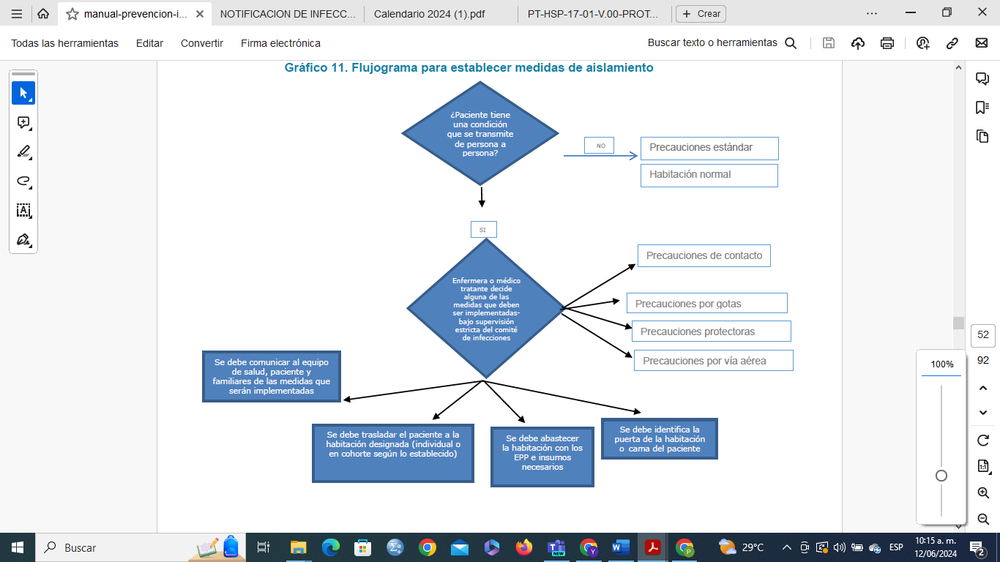 manual-prevencion-i...
NOTIFICACION DE INFECC...
Calendario 2024 (1).pdf
PT-HSP-17-01-V.00-PROT...
Crear
Todas las herramientas
Editar
Convertir
Firma electrónica
Buscar texto o herramientas
Gráfico 11. Flujograma para establecer medidas de aislamiento
¿Paciente tiene
una condición
que se transmite
de persona a
persona?
NO
Precauciones estándar
Habitación normal
SI
Enfermera o médico
tratante decide
alguna de las
medidas que deben
ser implementadas-
bajo supervisión
estricta del comité
de infecciones
Precauciones de contacto
Precauciones por gotas
Precauciones protectoras
Precauciones por vía aérea
Se debe comunicar al equipo
de salud, paciente y
familiares de las medidas que
serán implementadas
Se debe trasladar el paciente a la
habitación designada (individual o
en cohorte según lo establecido)
Se debe abastecer
la habitación con los
EPP e insumos
necesarios
Se debe identifica la
puerta de la habitación
o cama del paciente
52
92
100%
1:1
Buscar
NEW
Y
P
29°C
ESP
10:15 a. m.
12/06/2024
2